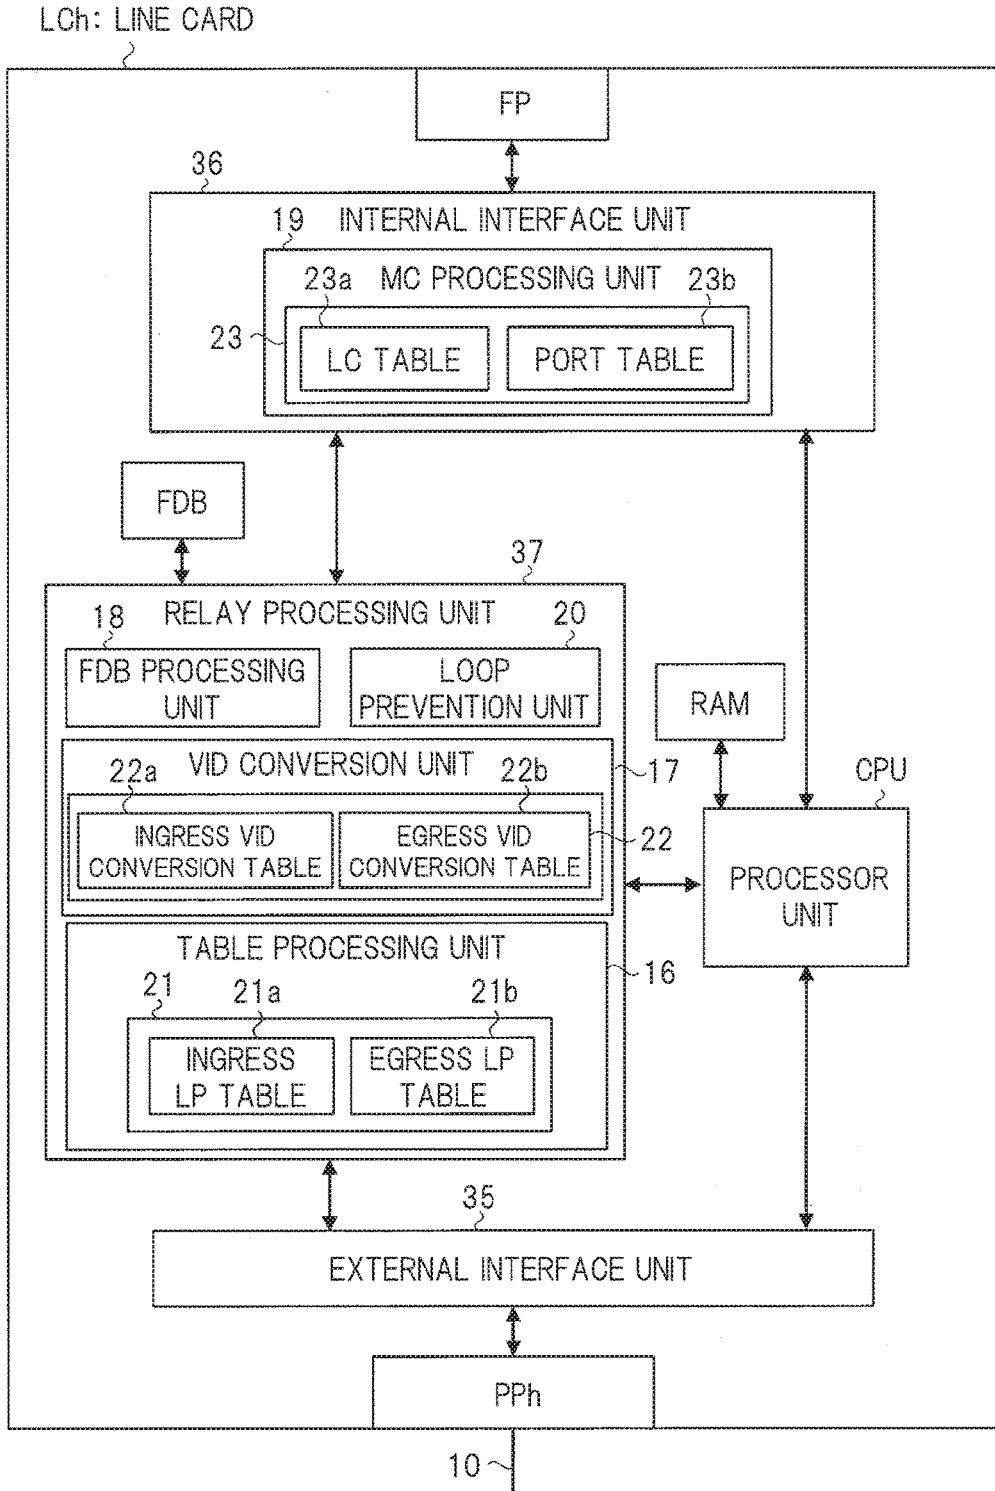 LCh: LINE CARD
FP
36
INTERNAL INTERFACE UNIT
19
MC PROCESSING UNIT
23a
23b
23
LC TABLE
PORT TABLE
FDB
37
RELAY PROCESSING UNIT
18
20
FDB PROCESSING
UNIT
LOOP
PREVENTION UNIT
RAM
VID CONVERSION UNIT
17
CPU
22a
22b
INGRESS VID
CONVERSION TABLE
EGRESS VID
CONVERSION TABLE
22
PROCESSOR
UNIT
TABLE PROCESSING UNIT
16
21
21a
21b
INGRESS
LP TABLE
EGRESS LP
TABLE
35
EXTERNAL INTERFACE UNIT
PPh
10